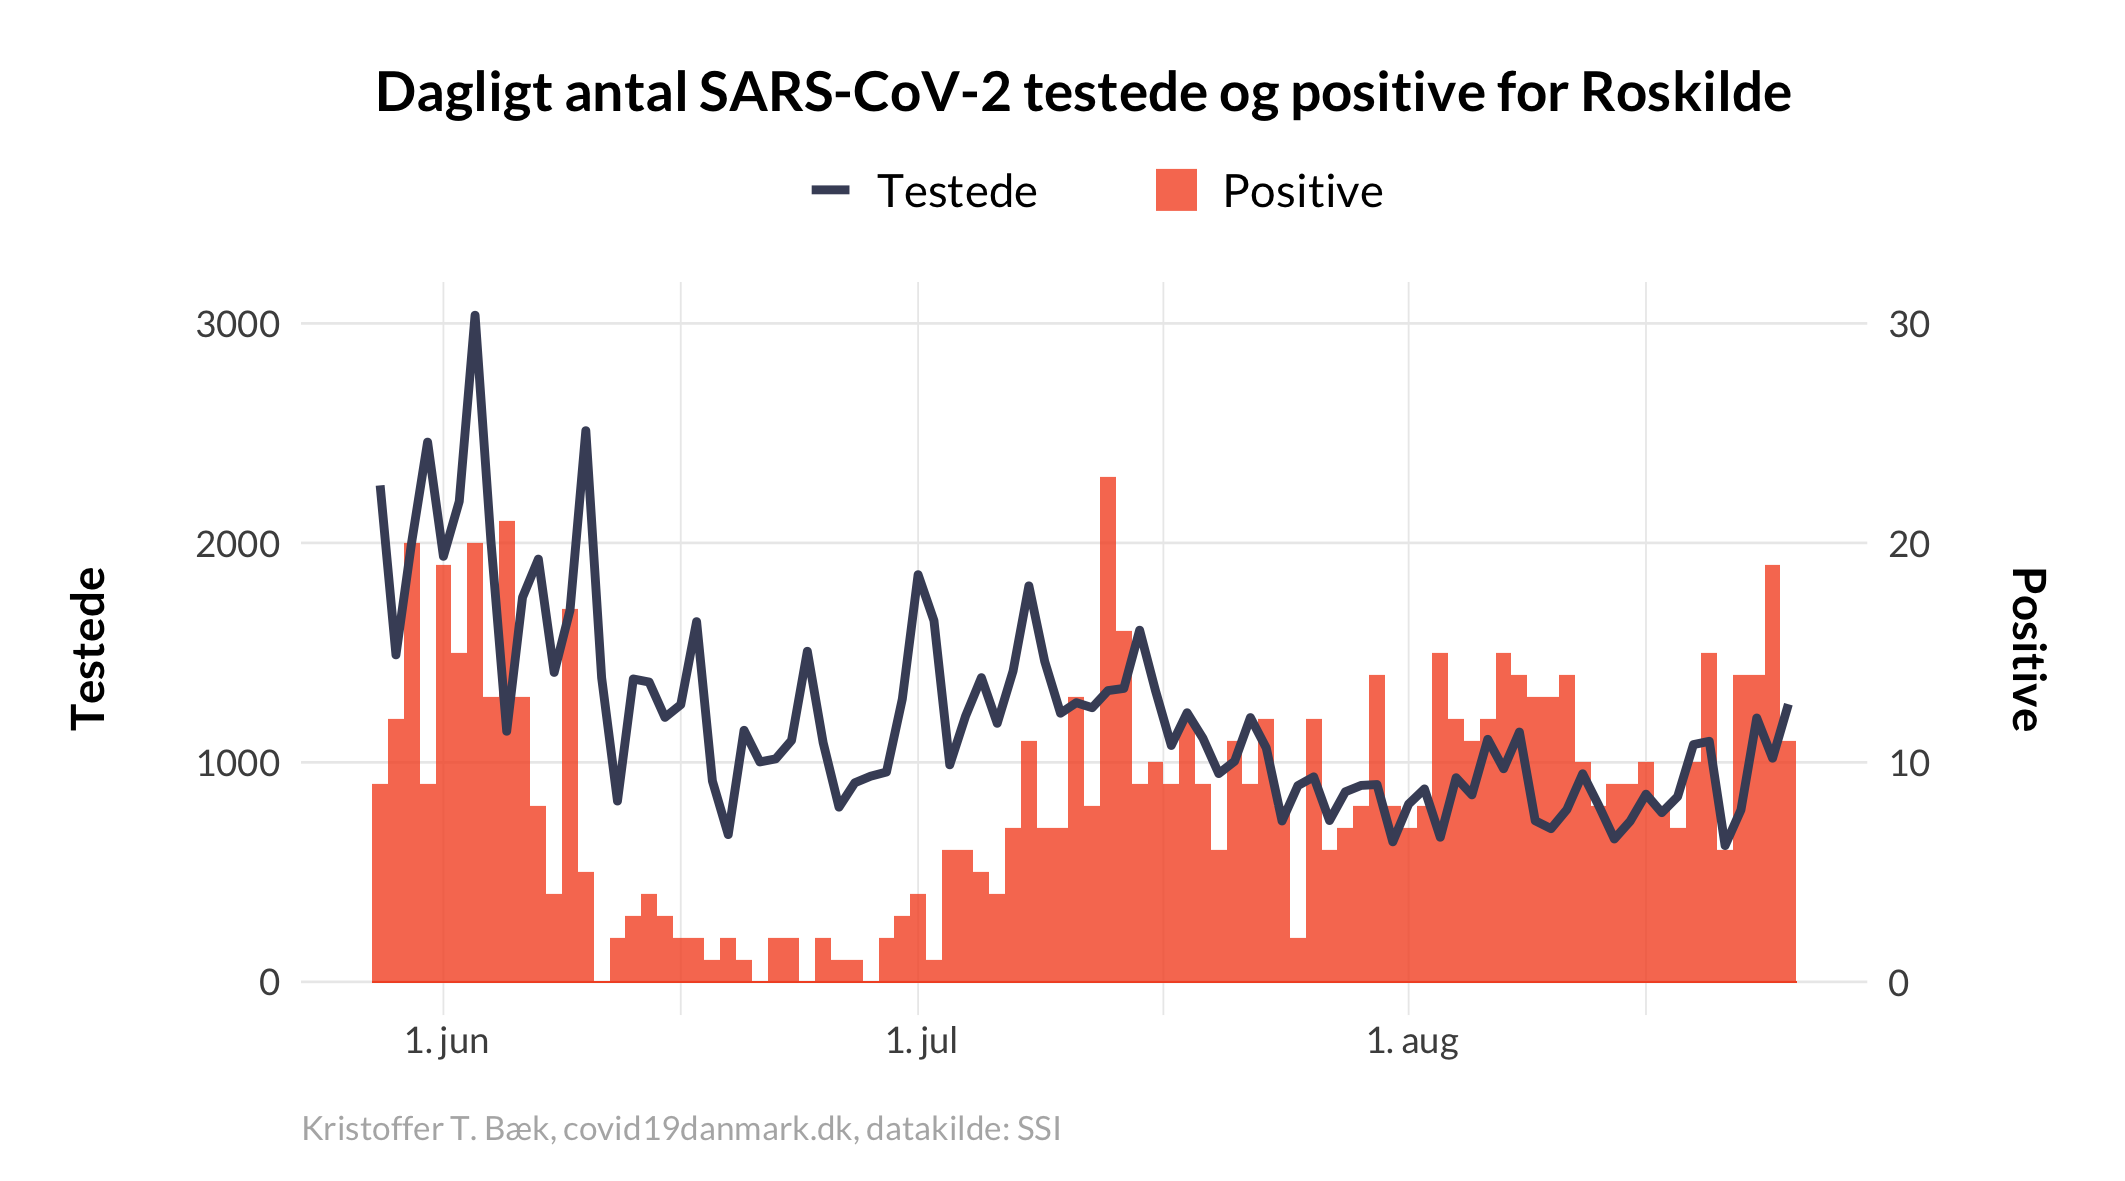 Dagligt antal SARS-CoV-2 testede og positive for Roskilde
Testede
Positive
3000
2000
1000
0
30
20
10
0
Testede
Positive
1. jun
1. jul
1. aug
Kristoffer T. Bæk, covid19danmark.dk, datakilde: SSI